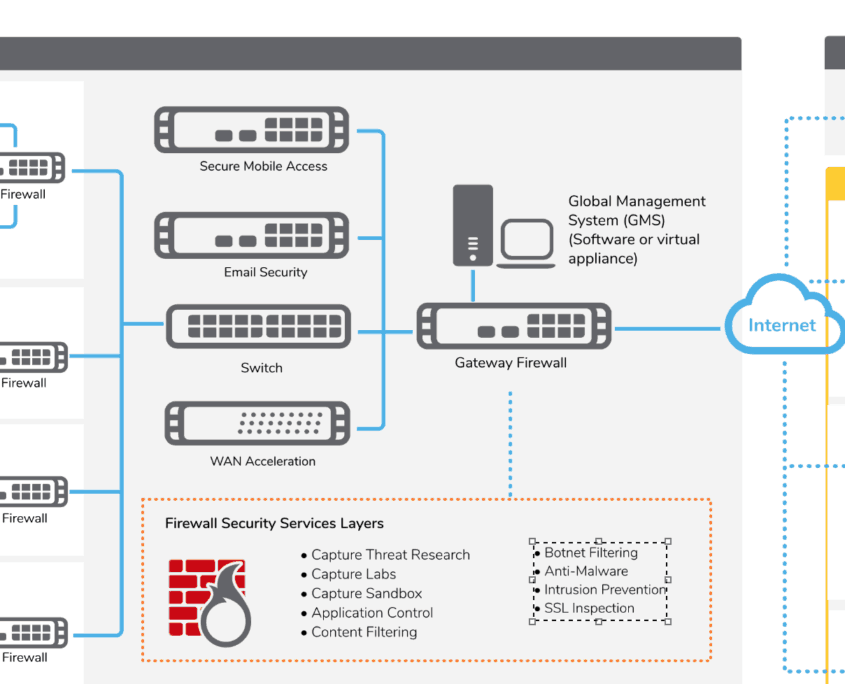 Firewall
Firewall
Firewall
Firewall
Secure Mobile Access
Email Security
Switch
WAN Acceleration
Global Management
System (GMS)
(Software or virtual
appliance)
Gateway Firewall
Internet
Firewall Security Services Layers
• Capture Threat Research
• Capture Labs
• Capture Sandbox
• Application Control
• Content Filtering
• Botnet Filtering
• Anti-Malware
• Intrusion Prevention
• SSL Inspection